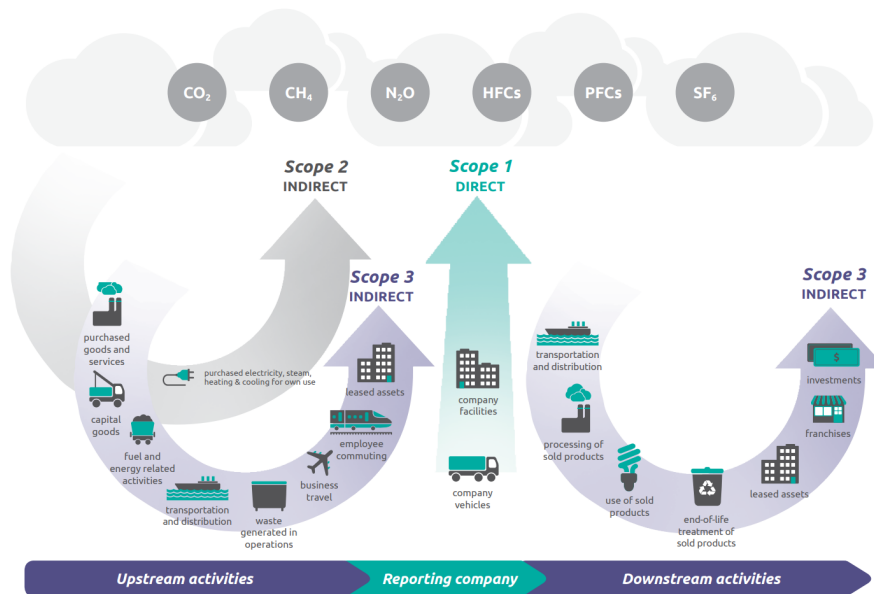 CO₂
CH₄
N₂O
HFCs
PFCs
SF₆
Scope 2
INDIRECT
Scope 1
DIRECT
Scope 3
INDIRECT
Scope 3
INDIRECT
purchased
goods and
services
capital
goods
fuel and
energy related
activities
transportation
and distribution
waste
generated in
operations
business
travel
employee
commuting
leased assets
purchased electricity, steam,
heating & cooling for own use
company
facilities
company
vehicles
transportation
and distribution
processing of
sold products
use of sold
products
end-of-life
treatment of
sold products
leased assets
franchises
$
investments
Upstream activities
Reporting company
Downstream activities